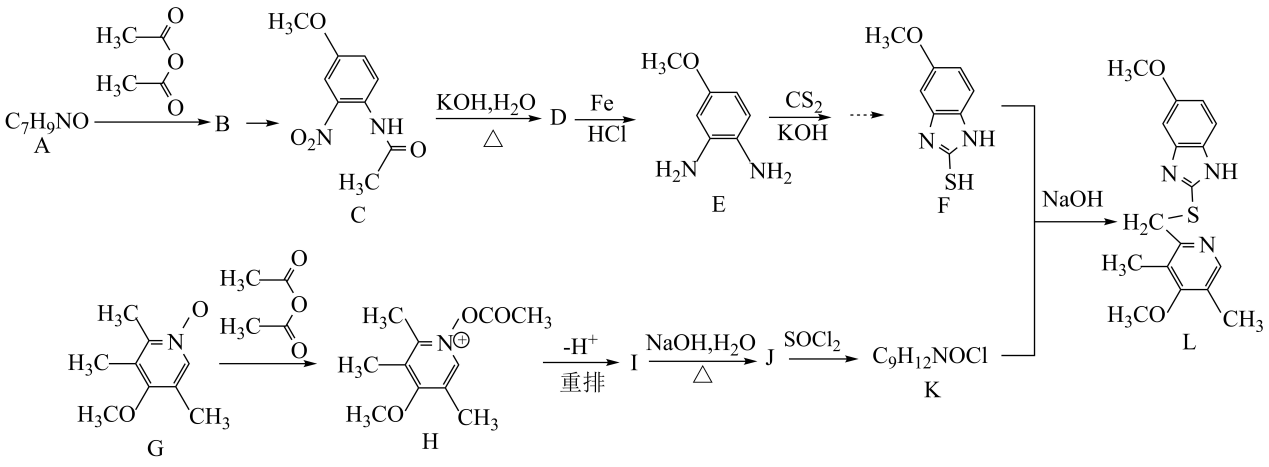 H₃C O
O
H₃C O
C₇H₉NO
A
B
H₃CO
O₂N
NH
O
H₃C
C
KOH,H₂O
△
D
Fe
HCl
H₃CO
H₂N
NH₂
E
CS₂
KOH
H₃CO
N
NH
SH
F
NaOH
H₃CO
N
NH
S
H₂C
N
H₃C
H₃CO
CH₃
L
H₃C
O
N
H₃C
H₃CO
CH₃
G
H₃C O
O
H₃C O
H₃C
OCOCH₃
N⊕
H₃C
H₃CO
CH₃
H
-H⁺
重排
I
NaOH,H₂O
△
J
SOCl₂
C₉H₁₂NOCl
K